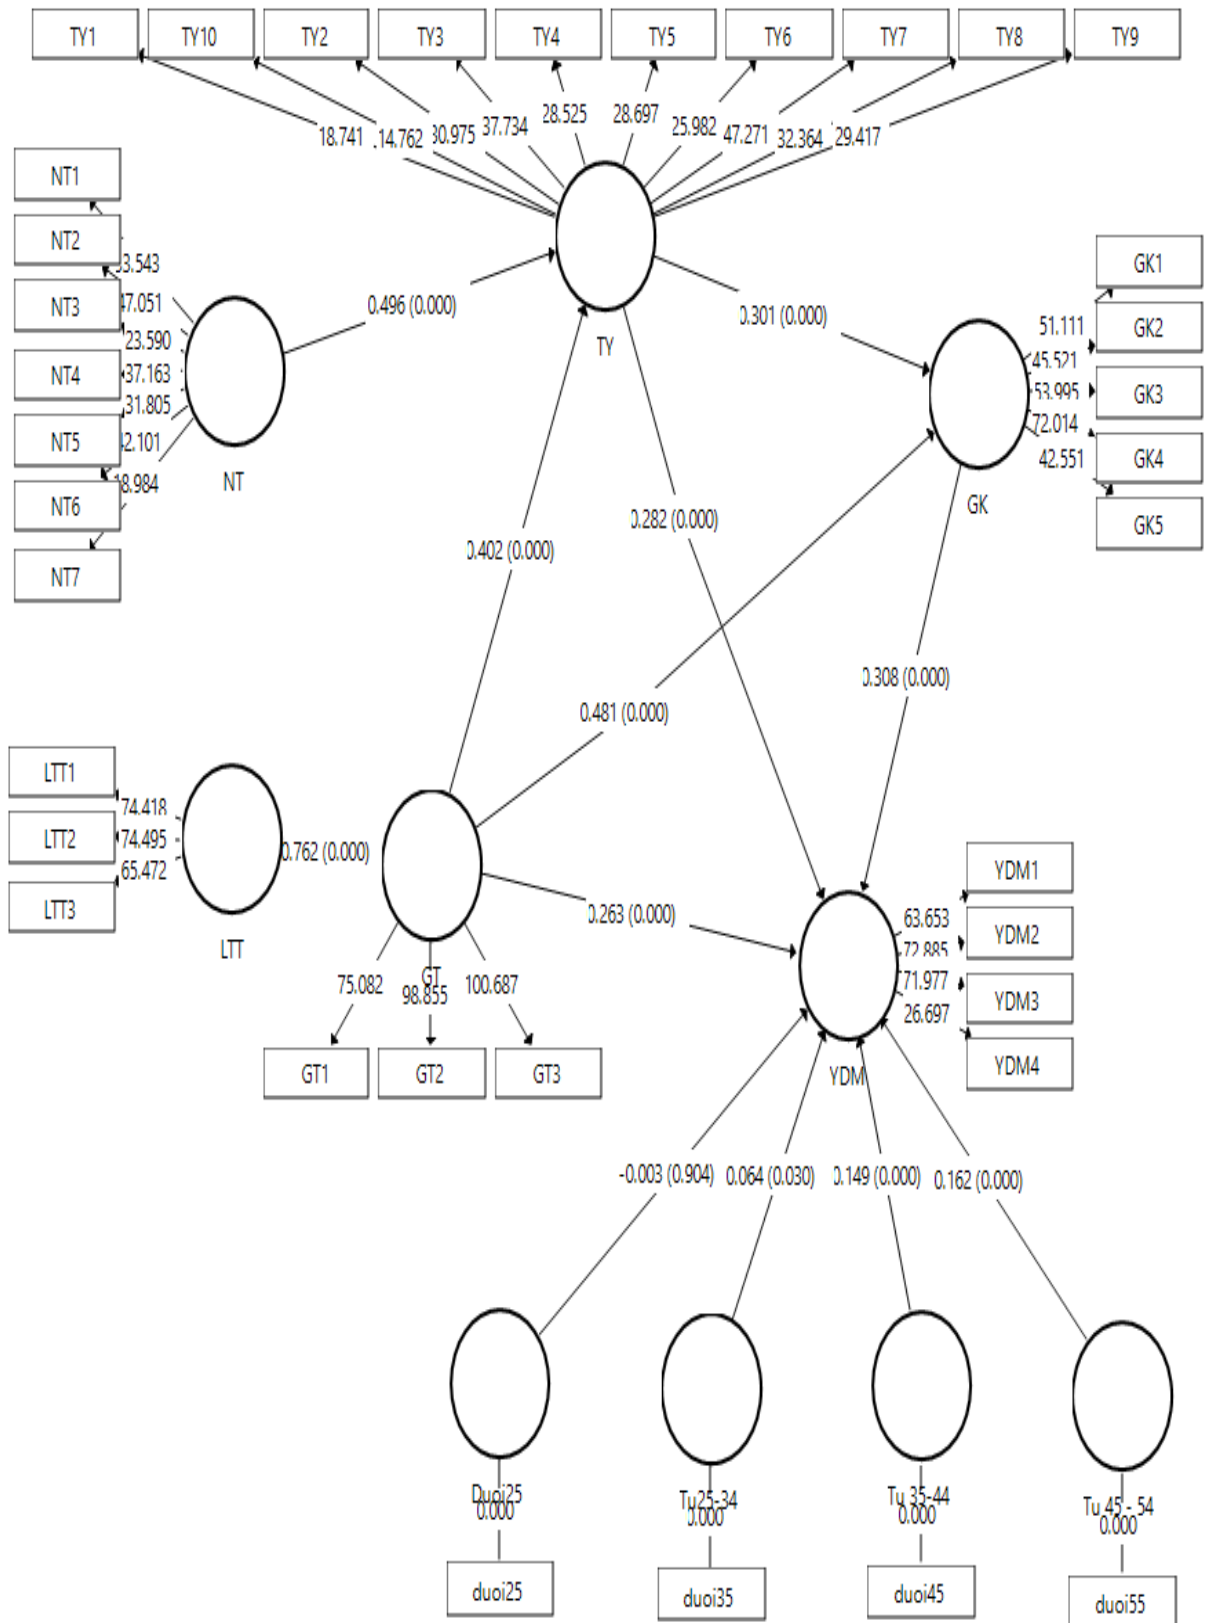 TY1 TY10 TY2 TY3 TY4 TY5 TY6 TY7 TY8 TY9
18.741 14.762 30.975 37.734 28.525 28.697 25.982 47.271 32.364 29.417
NT1
NT2
NT3
NT4
NT5
NT6
NT7
47.051
23.590
37.163
31.805
18.984
NT
0.496 (0.000)
TY
0.301 (0.000)
GK1
GK2
GK3
GK4
GK5
51.111
45.521
53.995
72.014
42.551
GK
0.402 (0.000)
0.282 (0.000)
0.481 (0.000)
0.308 (0.000)
LTT1
LTT2
LTT3
74.418
74.495
65.472
LTT
0.762 (0.000)
0.263 (0.000)
GT
75.082 98.855 100.687
GT1 GT2 GT3
YDM1
YDM2
YDM3
YDM4
63.653
72.885
71.977
26.697
YDM
-0.003 (0.904) 0.064 (0.030) 0.149 (0.000) 0.162 (0.000)
Duoi25 Tu25-34 Tu 35-44 Tu 45 - 54
0.000 0.000 0.000 0.000
duoi25 duoi35 duoi45 duoi55